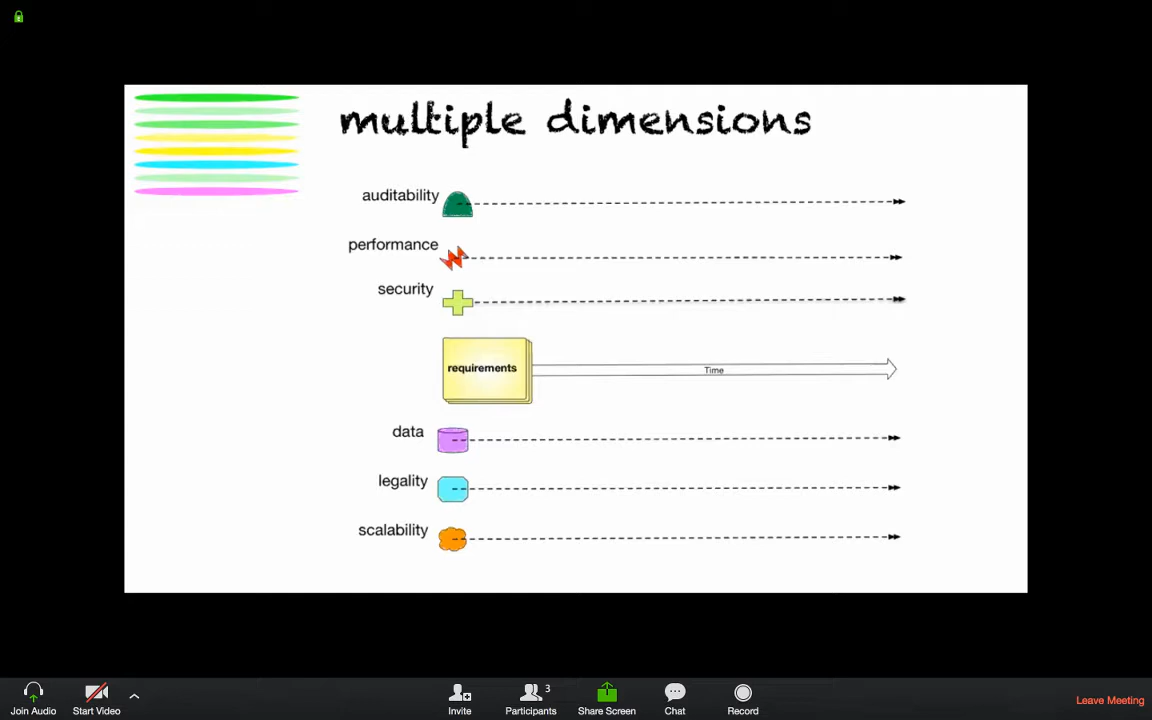 multiple dimensions
auditability
performance
security
requirements
Time
data
legality
scalability
Join Audio
Start Video
Invite
Participants
3
Share Screen
Chat
Record
Leave Meeting